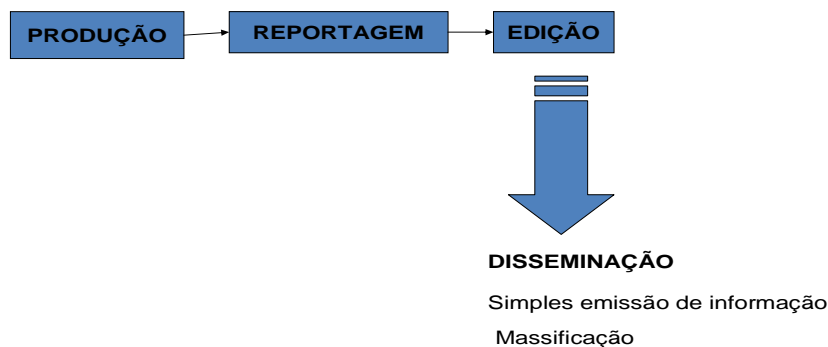 PRODUÇÃO
REPORTAGEM
EDIÇÃO
DISSEMINAÇÃO
Simples emissão de informação
Massificação